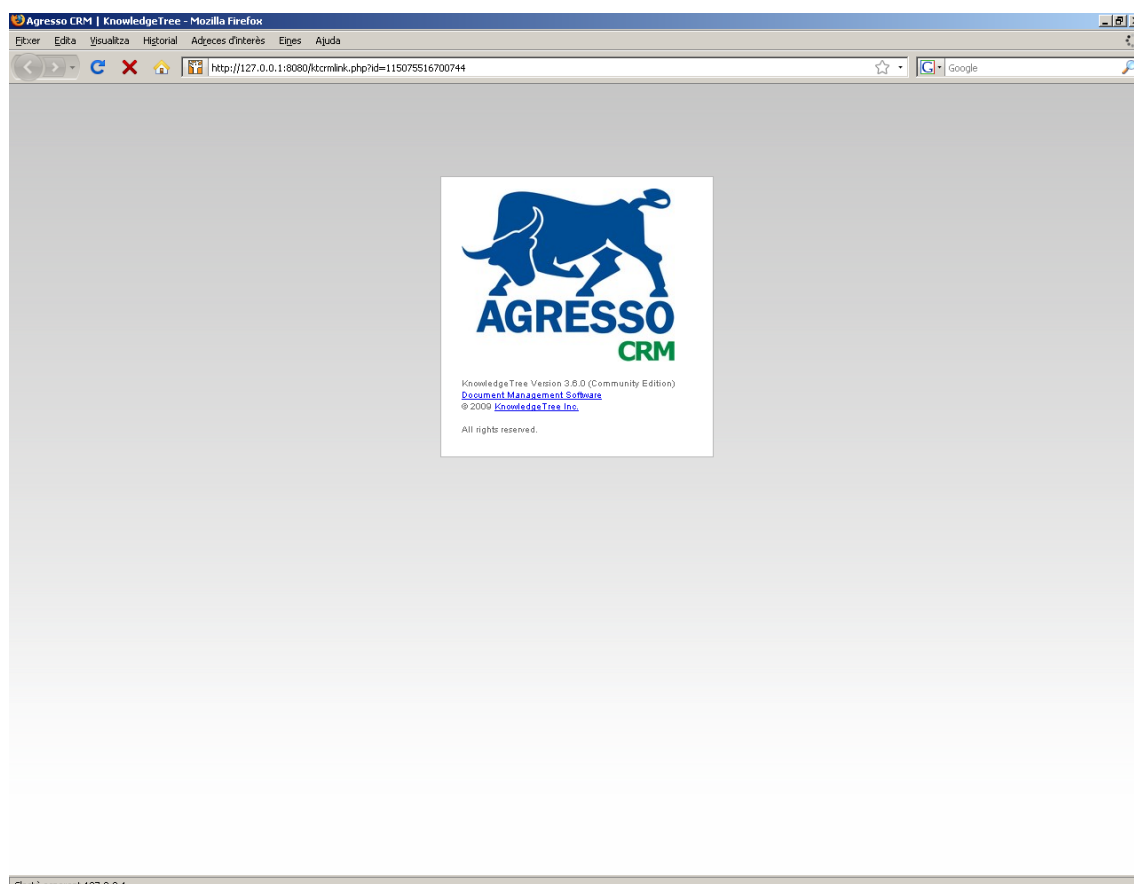 Agresso CRM | KnowledgeTree - Mozilla Firefox
Fitxer Edita Visualitza Historial Adreces d'interès Eines Ajuda
http://127.0.0.1:8080/ktcrmlink.php?id=115075516700744
Google
AGRESSO
CRM
KnowledgeTree Version 3.6.0 (Community Edition)
Document Management Software
© 2009 KnowledgeTree Inc.
All rights reserved.